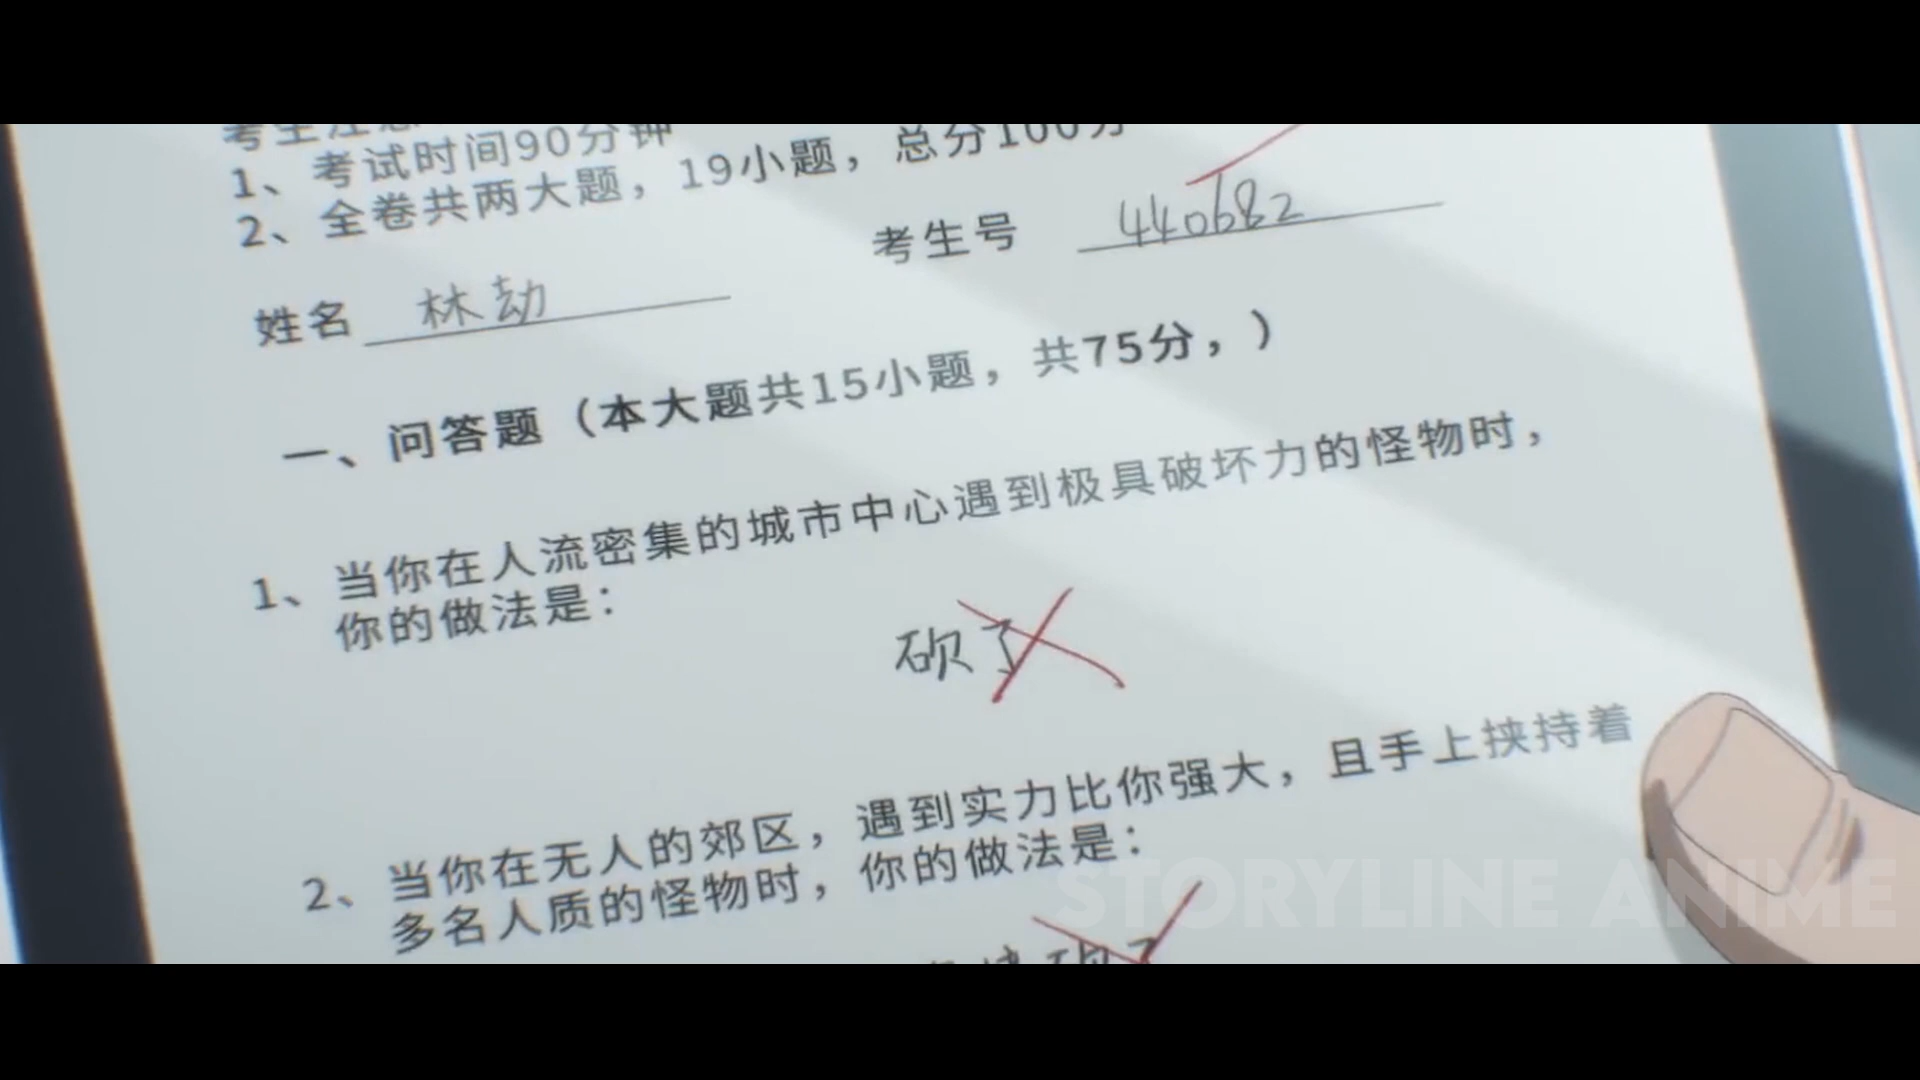 考生注意
1、考试时间90分钟
2、全卷共两大题，19小题，总分100分
考生号 440682
姓名 林劫
一、问答题（本大题共15小题，共75分，）
1、当你在人流密集的城市中心遇到极具破坏力的怪物时，
你的做法是：
砍了
2、当你在无人的郊区，遇到实力比你强大，且手上挟持着
多名人质的怪物时，你的做法是：
STORYLINE ANIME